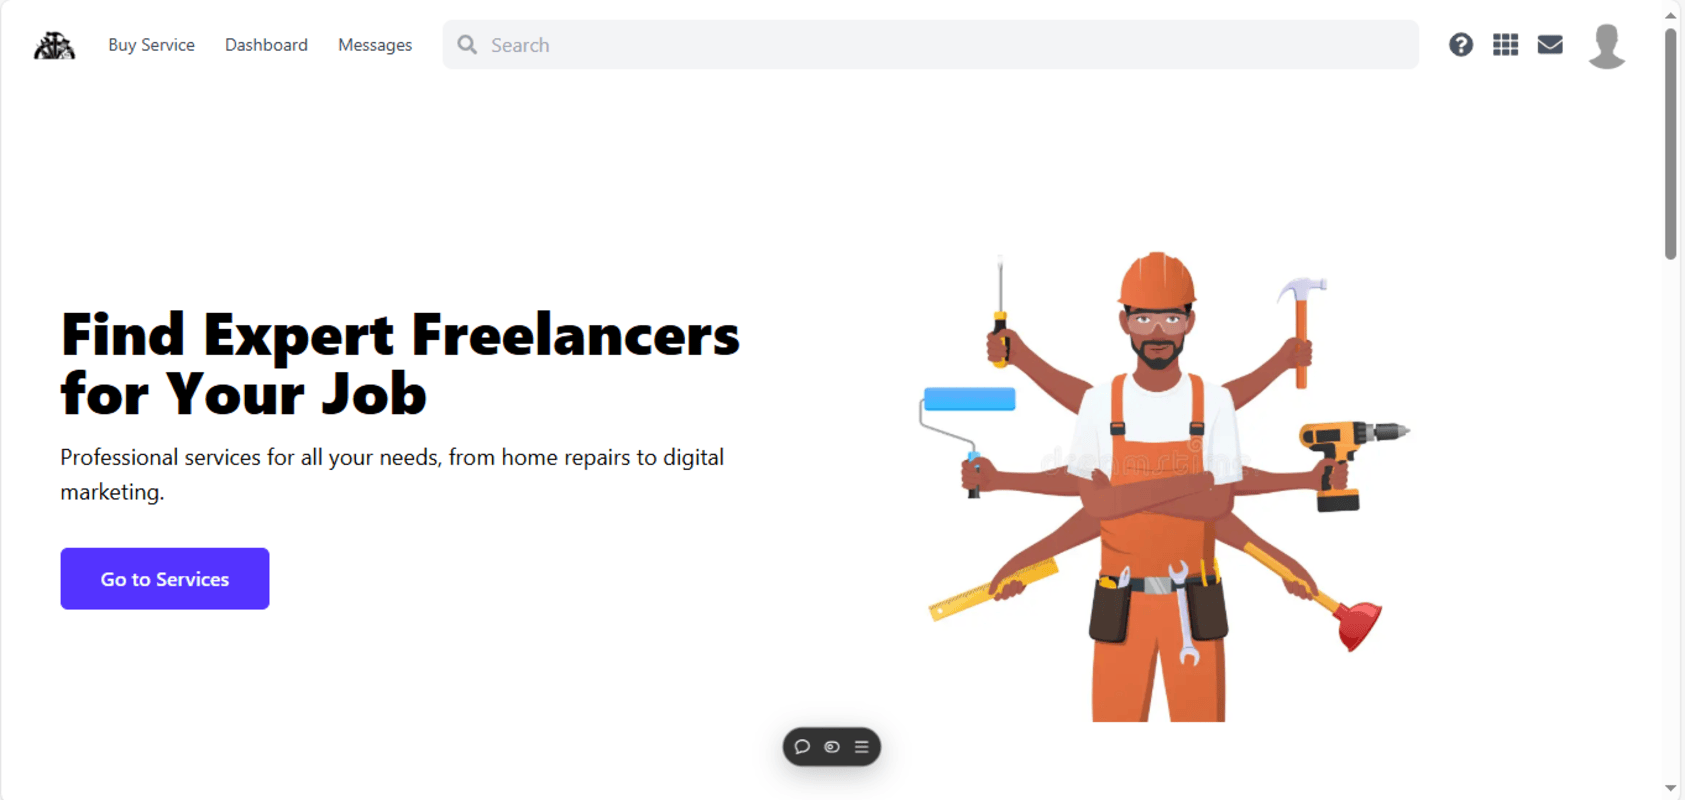 Buy Service
Dashboard
Messages
Search
Find Expert Freelancers
for Your Job
Professional services for all your needs, from home repairs to digital
marketing.
Go to Services
dreamstime